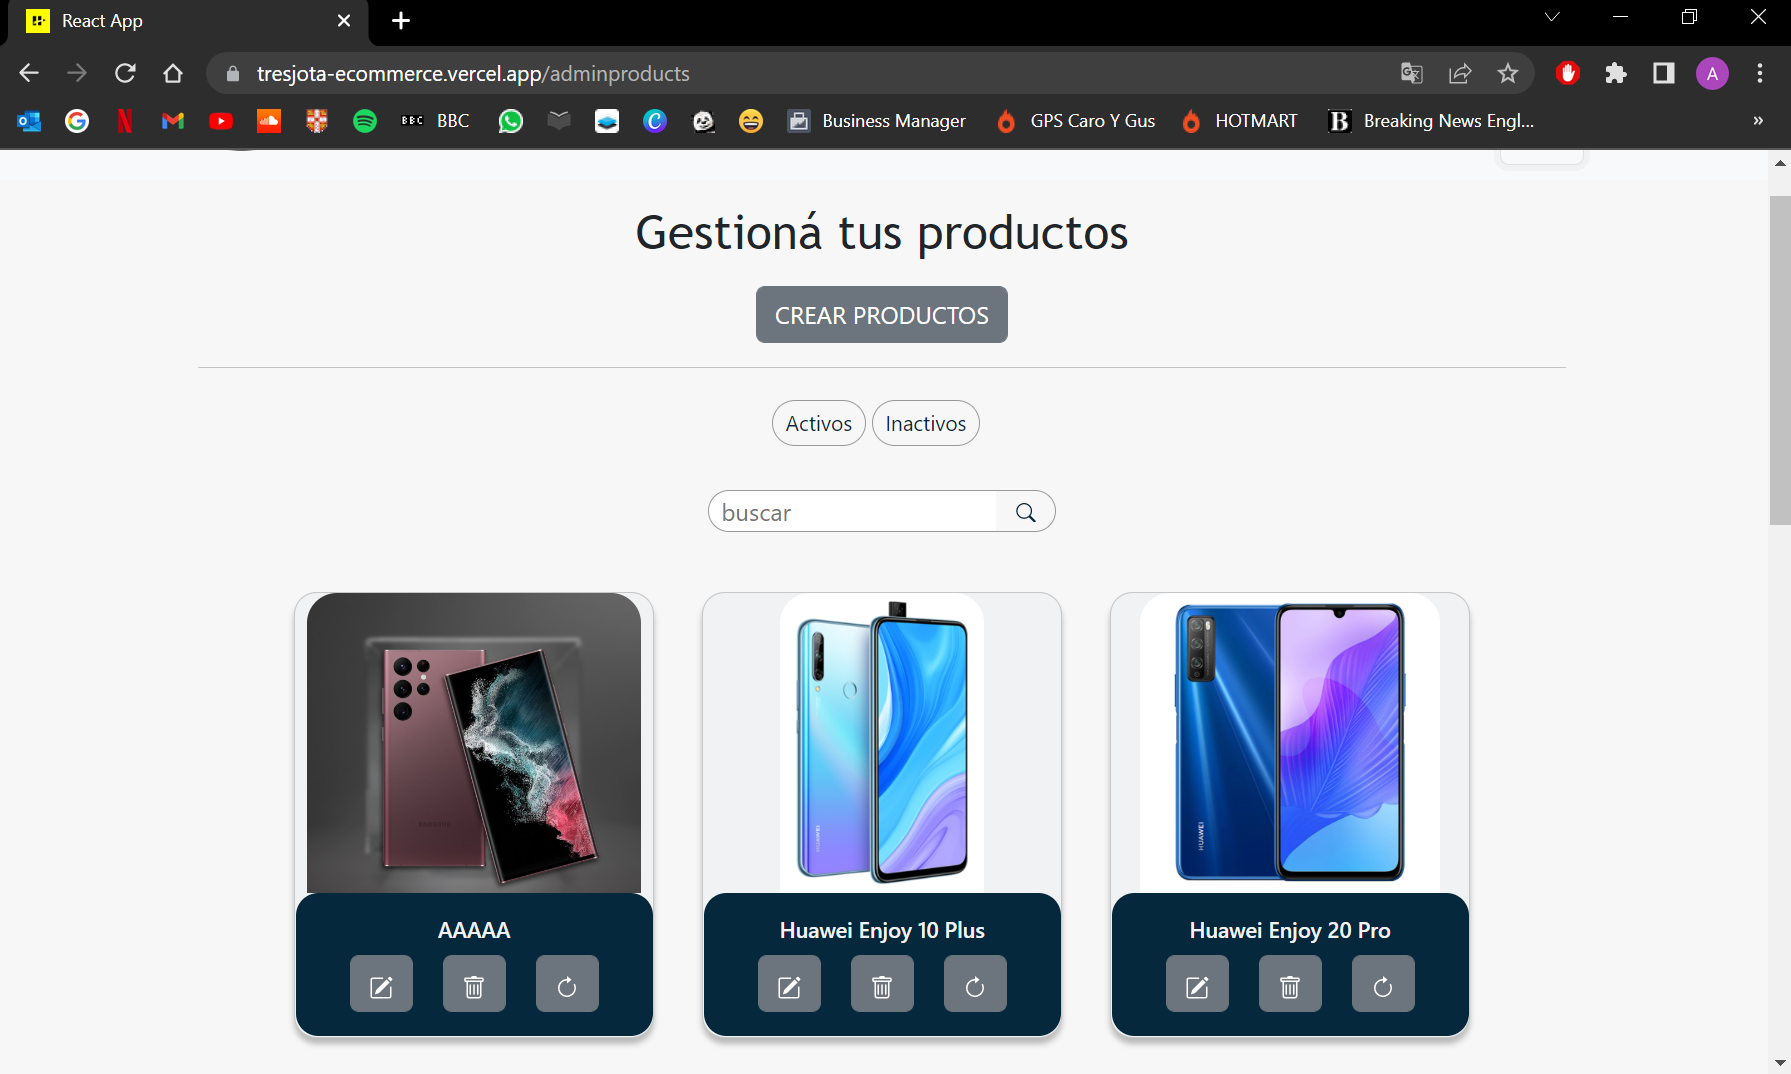 React App
tresjota-ecommerce.vercel.app/adminproducts
A
BBC BBC Business Manager GPS Caro Y Gus HOTMART B Breaking News Engl...
Gestioná tus productos
CREAR PRODUCTOS
Activos Inactivos
buscar
HUAWEI
AAAAA Huawei Enjoy 10 Plus Huawei Enjoy 20 Pro